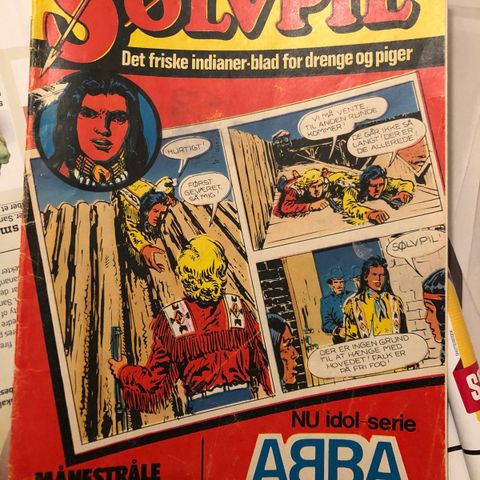 SØLVPIL
Det friske indianer-blad for drenge og piger
HURTIGT!
FØRST
GEVÆRET,
SÅ MIG!
VI MÅ VENTE
TIL ANDEN RUNDE
KOMMER!
DE GÅR IKKE SÅ
LANGT! DER ER
DE ALLEREDE.
SØLVPIL!
DER ER INGEN GRUND
TIL AT HÆNGE MED
HOVEDET! FALK ER
PÅ FRI FOD!
NU idol-serie
ABBA
MÅNESTRÅLE